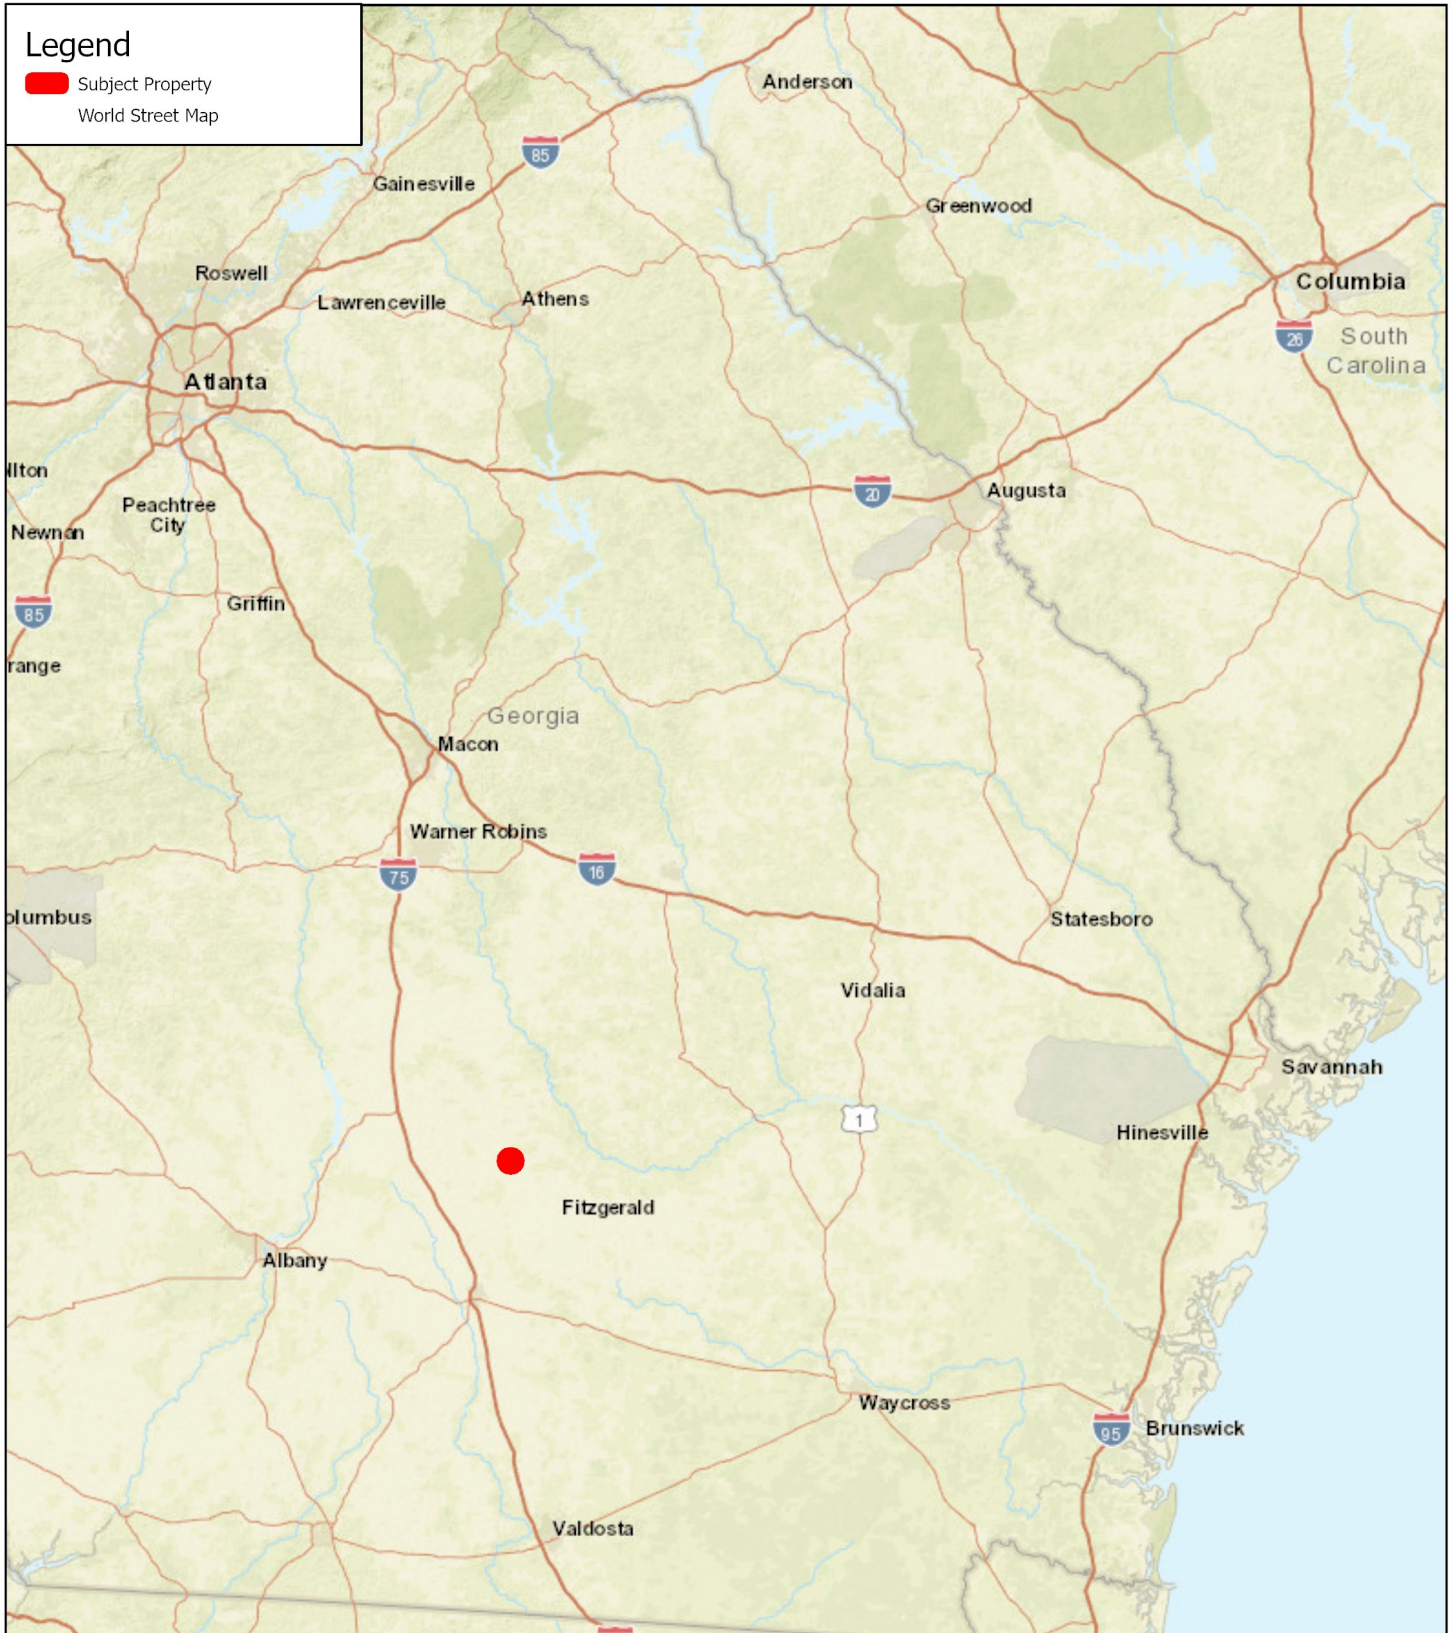 Legend
Subject Property
World Street Map
Anderson
85
Gainesville
Greenwood
Roswell
Columbia
Lawrenceville
Athens
26
South
Carolina
Atlanta
llton
20
Augusta
Peachtree
City
Newnan
Griffin
85
range
Georgia
Macon
Warner Robins
16
75
olumbus
Statesboro
Vidalia
Savannah
1
Hinesville
Fitzgerald
Albany
Waycross
95
Brunswick
Valdosta